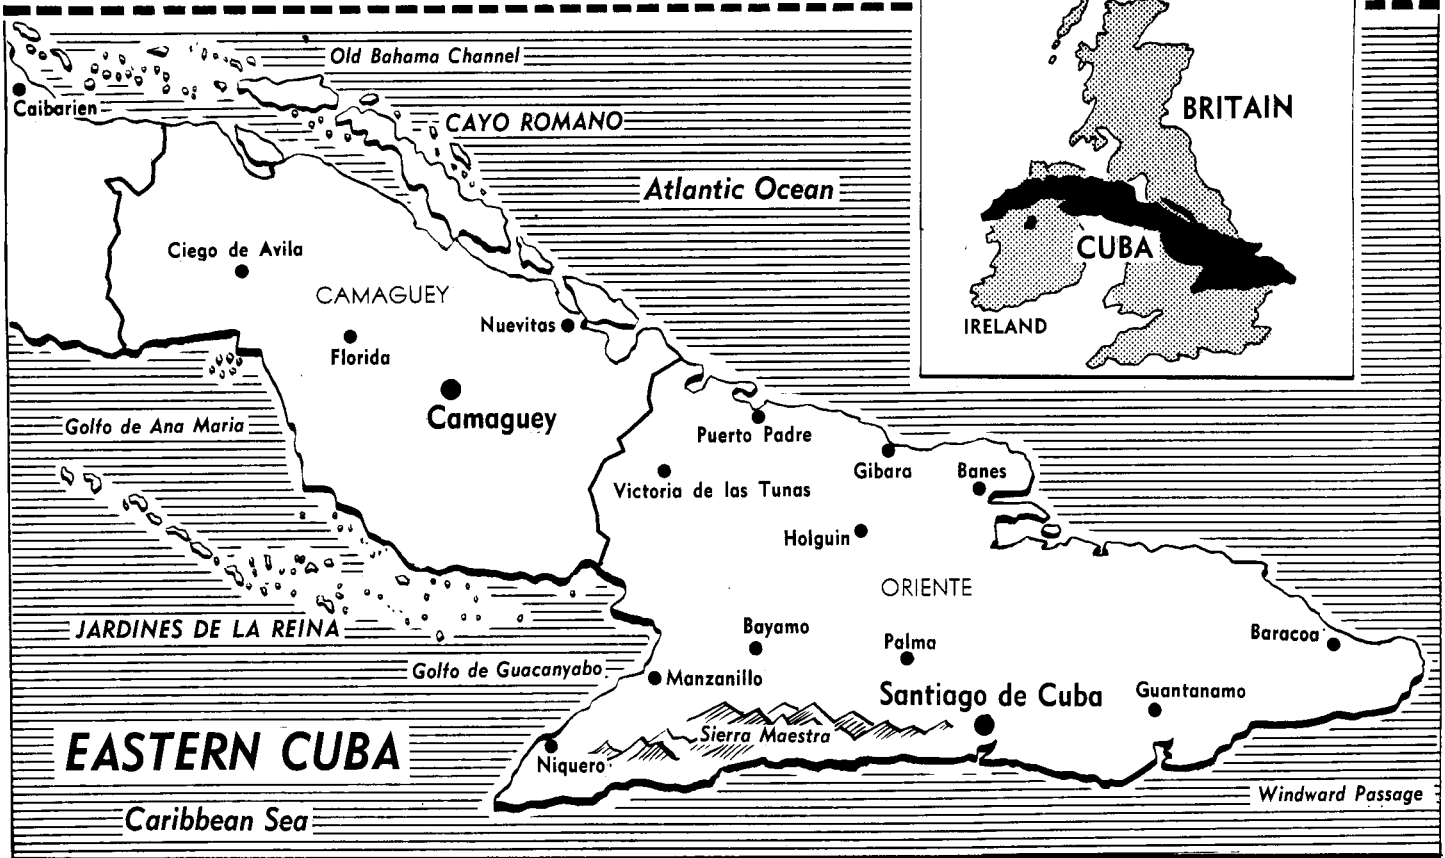 Old Bahama Channel
Caibarien
CAYO ROMANO
Atlantic Ocean
BRITAIN
CUBA
IRELAND
Ciego de Avila
CAMAGUEY
Nuevitas
Florida
Camaguey
Golfo de Ana Maria
Puerto Padre
Gibara
Banes
Victoria de las Tunas
Holguin
ORIENTE
JARDINES DE LA REINA
Bayamo
Palma
Baracoa
Golfo de Guacanyabo
Manzanillo
Santiago de Cuba
Guantanamo
Sierra Maestra
EASTERN CUBA
Niquero
Windward Passage
Caribbean Sea